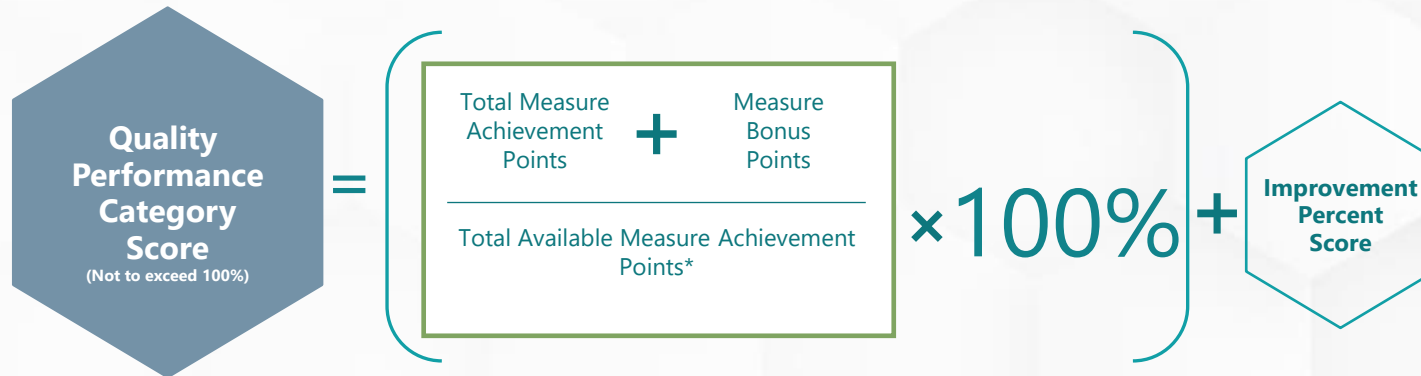 Quality
Performance
Category
Score
(Not to exceed 100%)
=
Total Measure
Achievement
Points
+
Measure
Bonus
Points
Total Available Measure Achievement
Points*
×100%
+
Improvement
Percent
Score